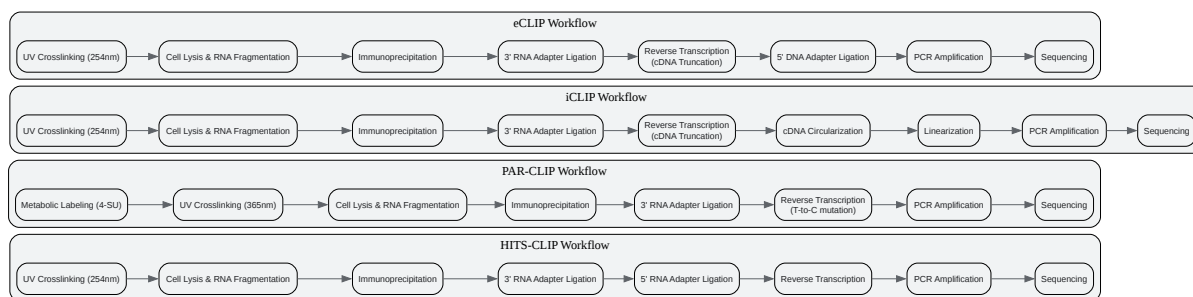 eCLIP Workflow
UV Crosslinking (254nm)
Cell Lysis & RNA Fragmentation
Immunoprecipitation
3' RNA Adapter Ligation
Reverse Transcription
(cDNA Truncation)
5' DNA Adapter Ligation
PCR Amplification
Sequencing
iCLIP Workflow
UV Crosslinking (254nm)
Cell Lysis & RNA Fragmentation
Immunoprecipitation
3' RNA Adapter Ligation
Reverse Transcription
(cDNA Truncation)
cDNA Circularization
Linearization
PCR Amplification
Sequencing
PAR-CLIP Workflow
Metabolic Labeling (4-SU)
UV Crosslinking (365nm)
Cell Lysis & RNA Fragmentation
Immunoprecipitation
3' RNA Adapter Ligation
Reverse Transcription
(T-to-C mutation)
PCR Amplification
Sequencing
HITS-CLIP Workflow
UV Crosslinking (254nm)
Cell Lysis & RNA Fragmentation
Immunoprecipitation
3' RNA Adapter Ligation
5' RNA Adapter Ligation
Reverse Transcription
PCR Amplification
Sequencing